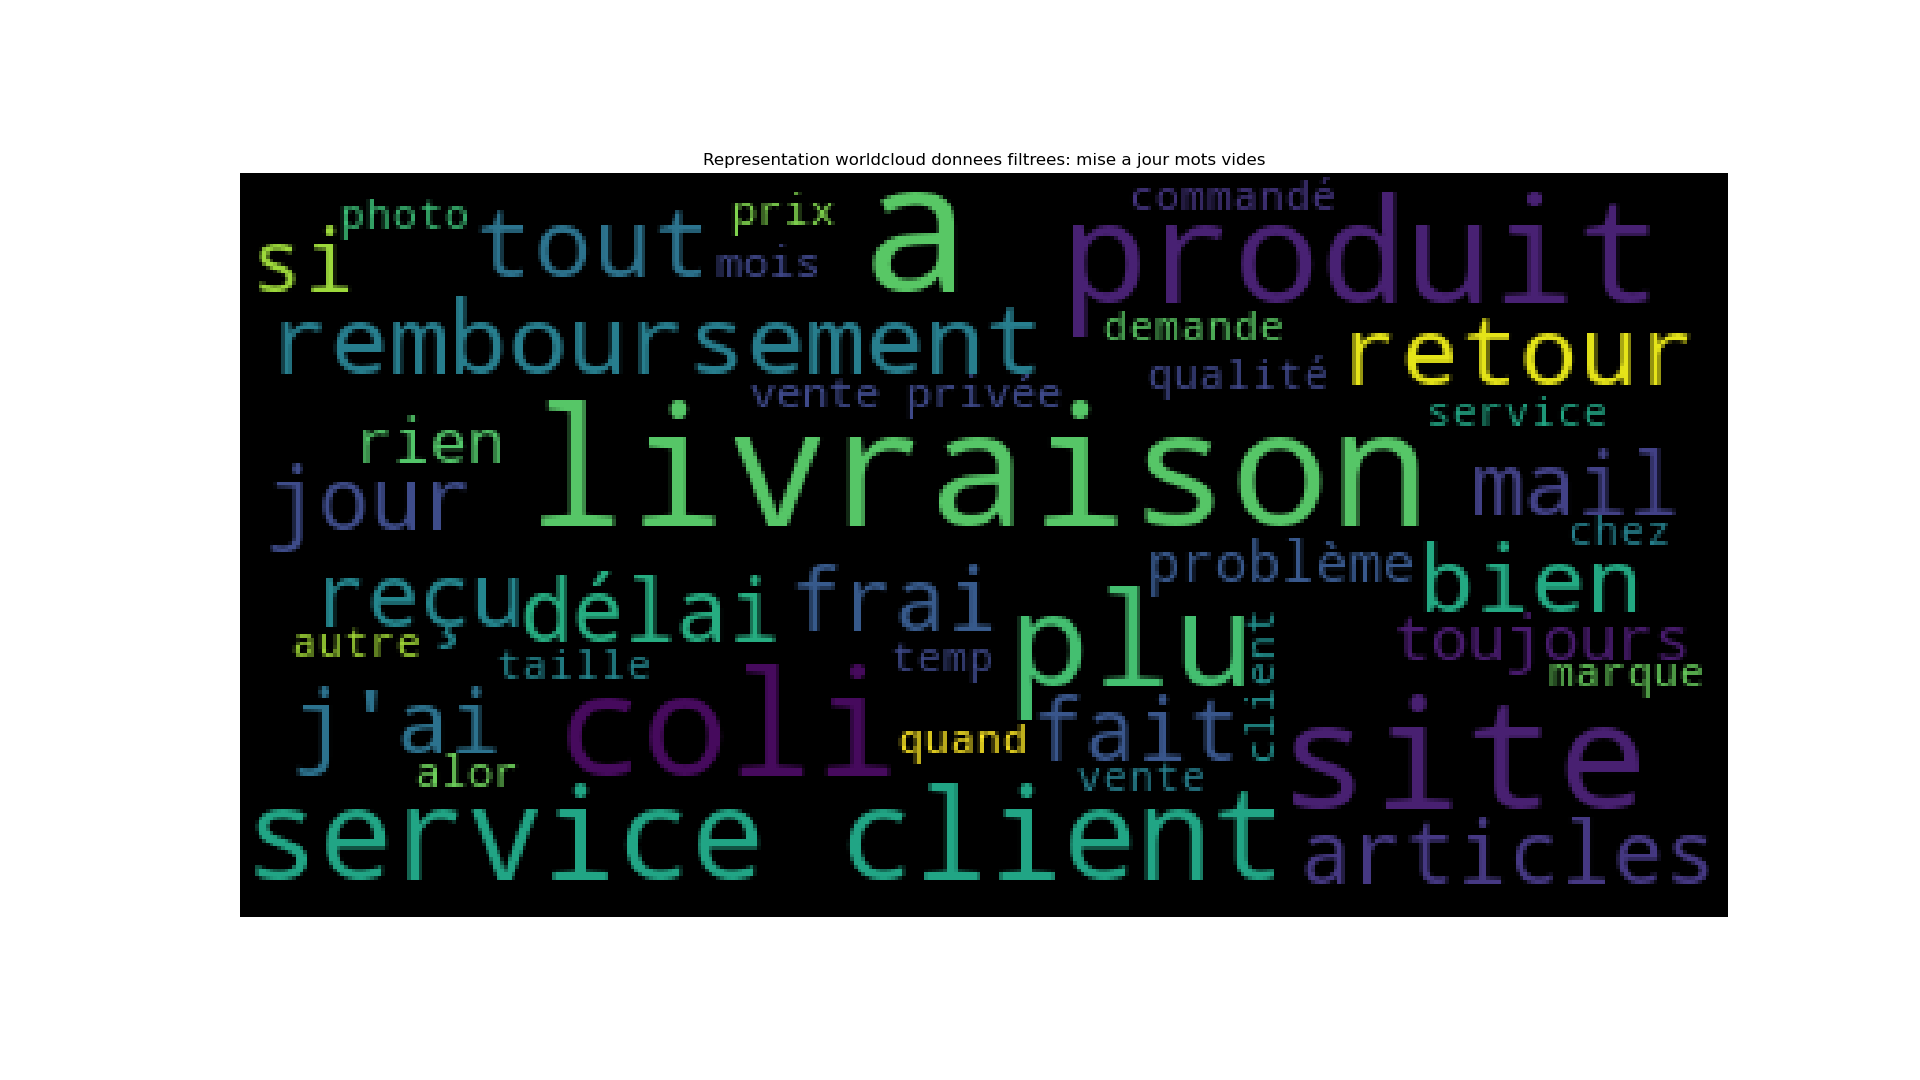 Representation worldcloud donnees filtrees: mise a jour mots vides
photo
tout
prix
a
commandé
produit
si
mois
remboursement
demande
retour
vente privée
qualité
service
rien
livraison
mail
jour
chez
problème
bien
reçu
délai
frai
plu
client
toujours
autre
taille
temp
marque
j'ai
coli
quand
fait
site
alor
vente
service client
articles